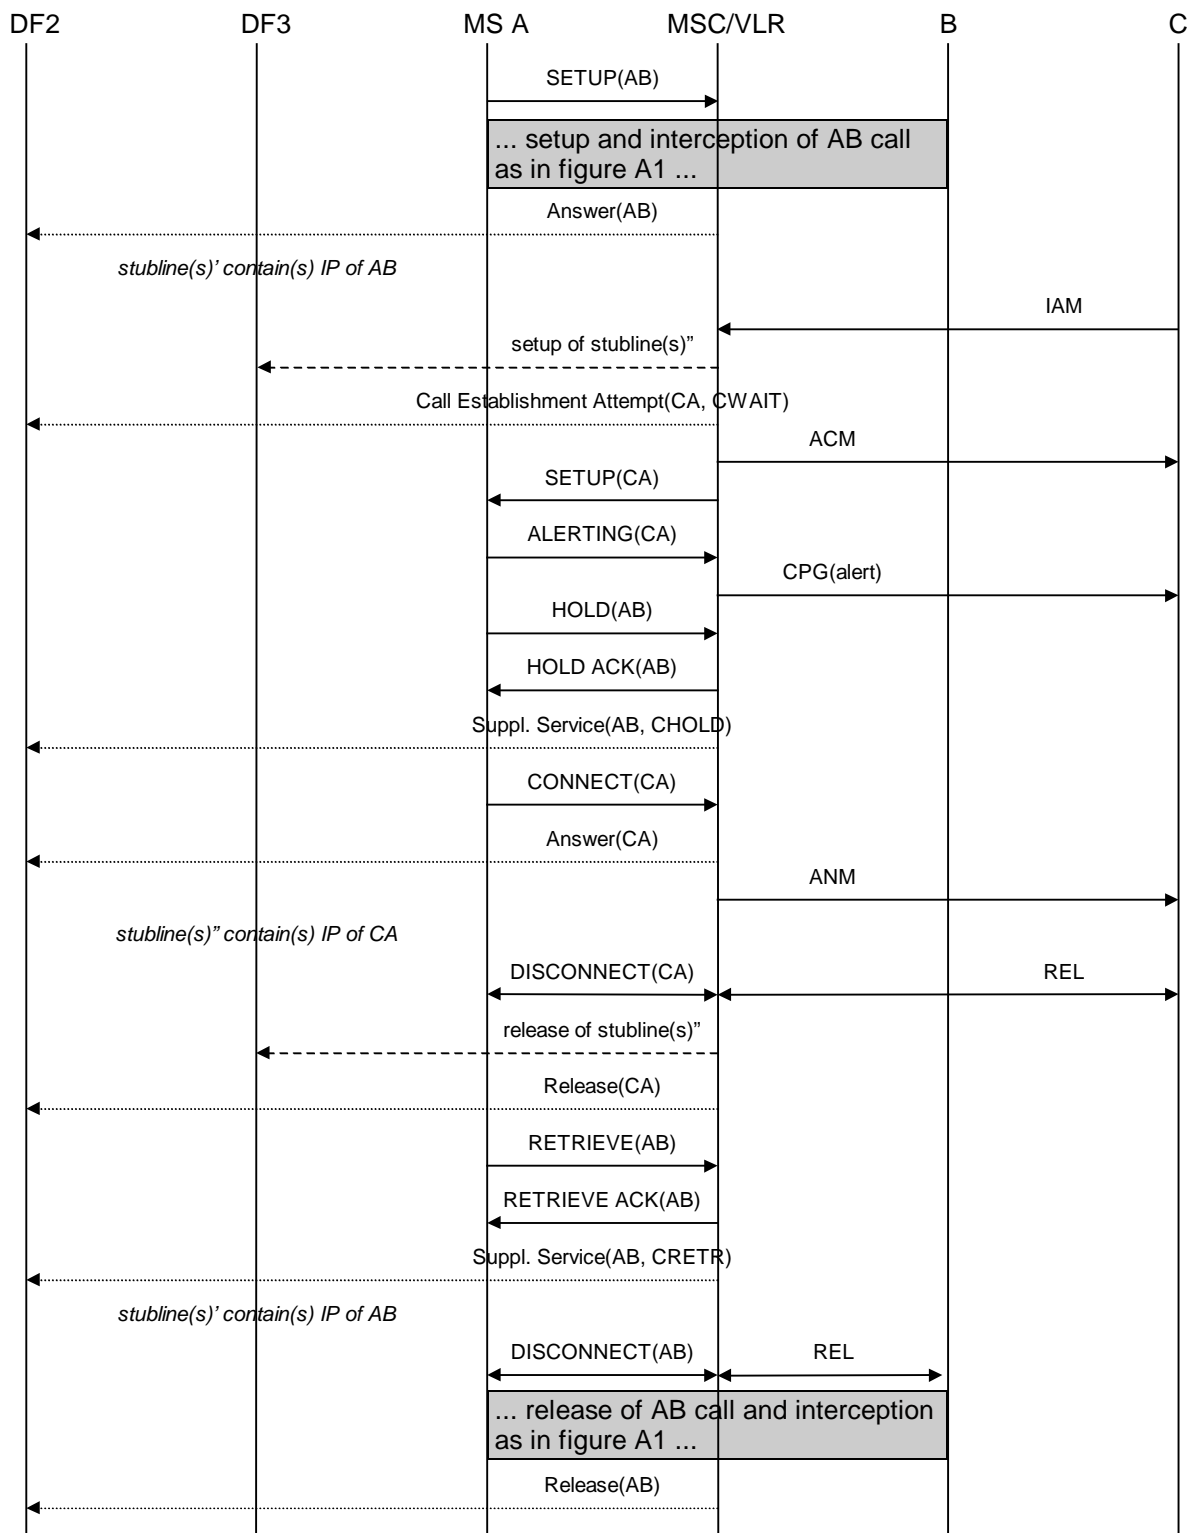 DF2 DF3 MS A MSC/VLR B C
SETUP(AB)
... setup and interception of AB call
as in figure A1 ...
Answer(AB)
stubline(s)’ contain(s) IP of AB
IAM
setup of stubline(s)”
Call Establishment Attempt(CA, CWAIT)
ACM
SETUP(CA)
ALERTING(CA)
CPG(alert)
HOLD(AB)
HOLD ACK(AB)
Suppl. Service(AB, CHOLD)
CONNECT(CA)
Answer(CA)
ANM
stubline(s)” contain(s) IP of CA
DISCONNECT(CA) REL
release of stubline(s)”
Release(CA)
RETRIEVE(AB)
RETRIEVE ACK(AB)
Suppl. Service(AB, CRETR)
stubline(s)’ contain(s) IP of AB
DISCONNECT(AB) REL
... release of AB call and interception
as in figure A1 ...
Release(AB)